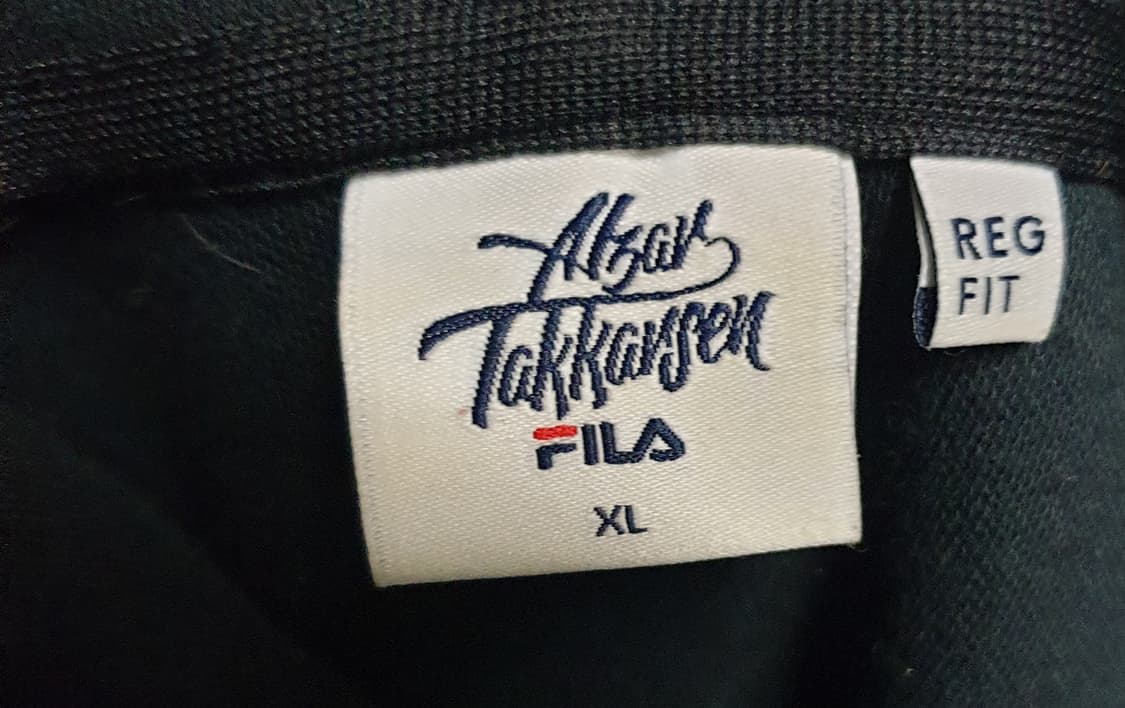 Alzar
Takkarsen
FILA
XL
REG
FIT